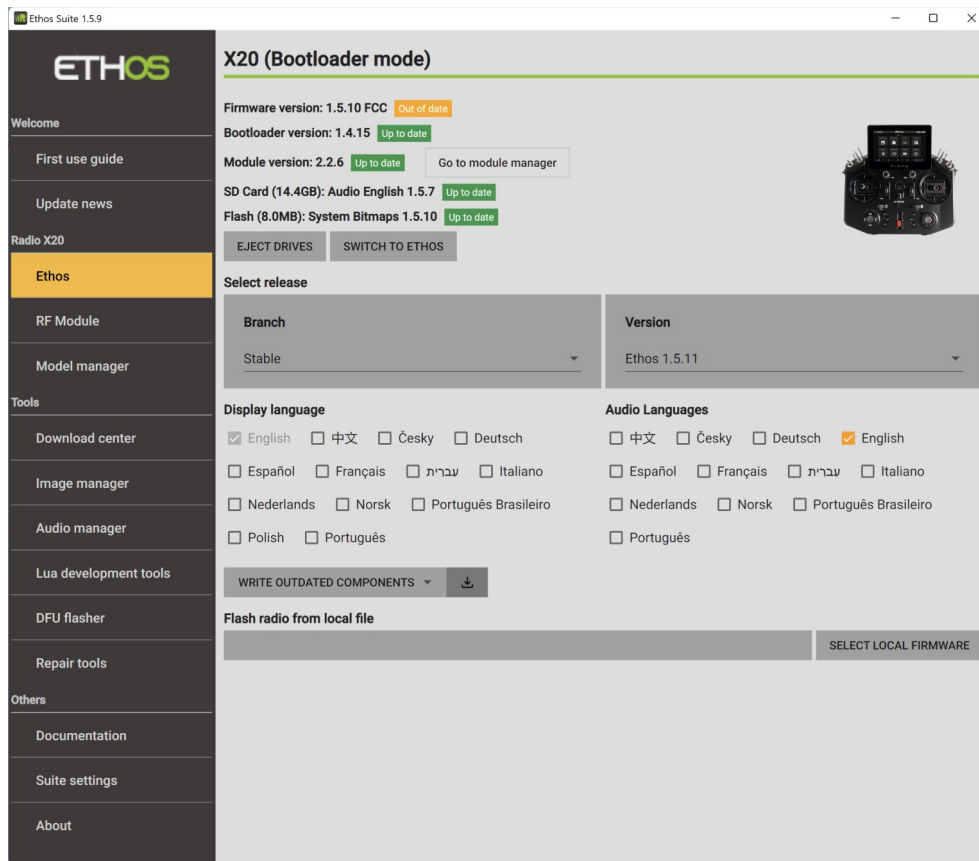 Ethos Suite 1.5.9
ETHOS
Welcome
First use guide
Update news
Radio X20
Ethos
RF Module
Model manager
Tools
Download center
Image manager
Audio manager
Lua development tools
DFU flasher
Repair tools
Others
Documentation
Suite settings
About
X20 (Bootloader mode)
Firmware version: 1.5.10 FCC Out of date
Bootloader version: 1.4.15 Up to date
Module version: 2.2.6 Up to date Go to module manager
SD Card (14.4GB): Audio English 1.5.7 Up to date
Flash (8.0MB): System Bitmaps 1.5.10 Up to date
EJECT DRIVES SWITCH TO ETHOS
Select release
Branch
Stable
Version
Ethos 1.5.11
Display language
English 中文 Česky Deutsch
Español Français עברית Italiano
Nederlands Norsk Português Brasileiro
Polish Português
Audio Languages
中文 Česky Deutsch English
Español Français עברית Italiano
Nederlands Norsk Português Brasileiro
Português
WRITE OUTDATED COMPONENTS
Flash radio from local file
SELECT LOCAL FIRMWARE